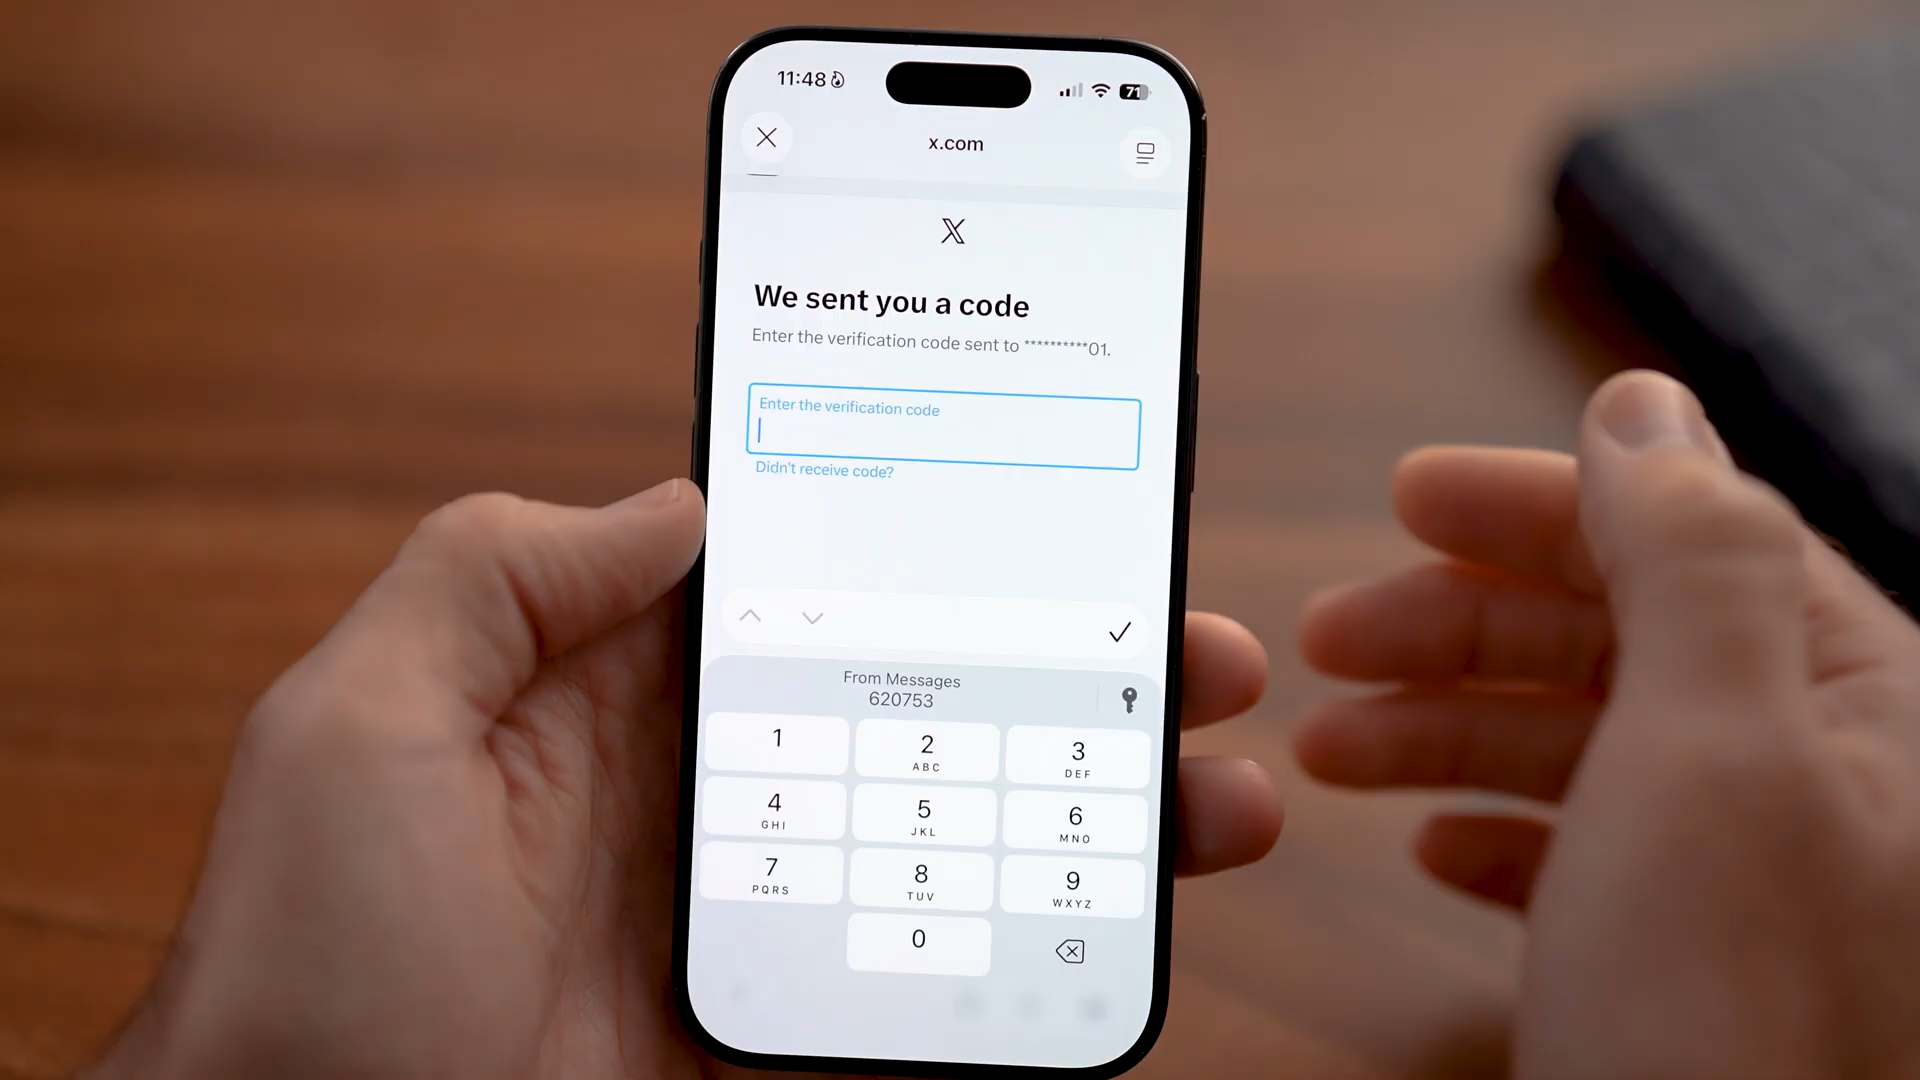 11:48
71
x.com
X
We sent you a code
Enter the verification code sent to **********01.
Enter the verification code
Didn't receive code?
From Messages
620753
1
2
ABC
3
DEF
4
GHI
5
JKL
6
MNO
7
PQRS
8
TUV
9
WXYZ
0